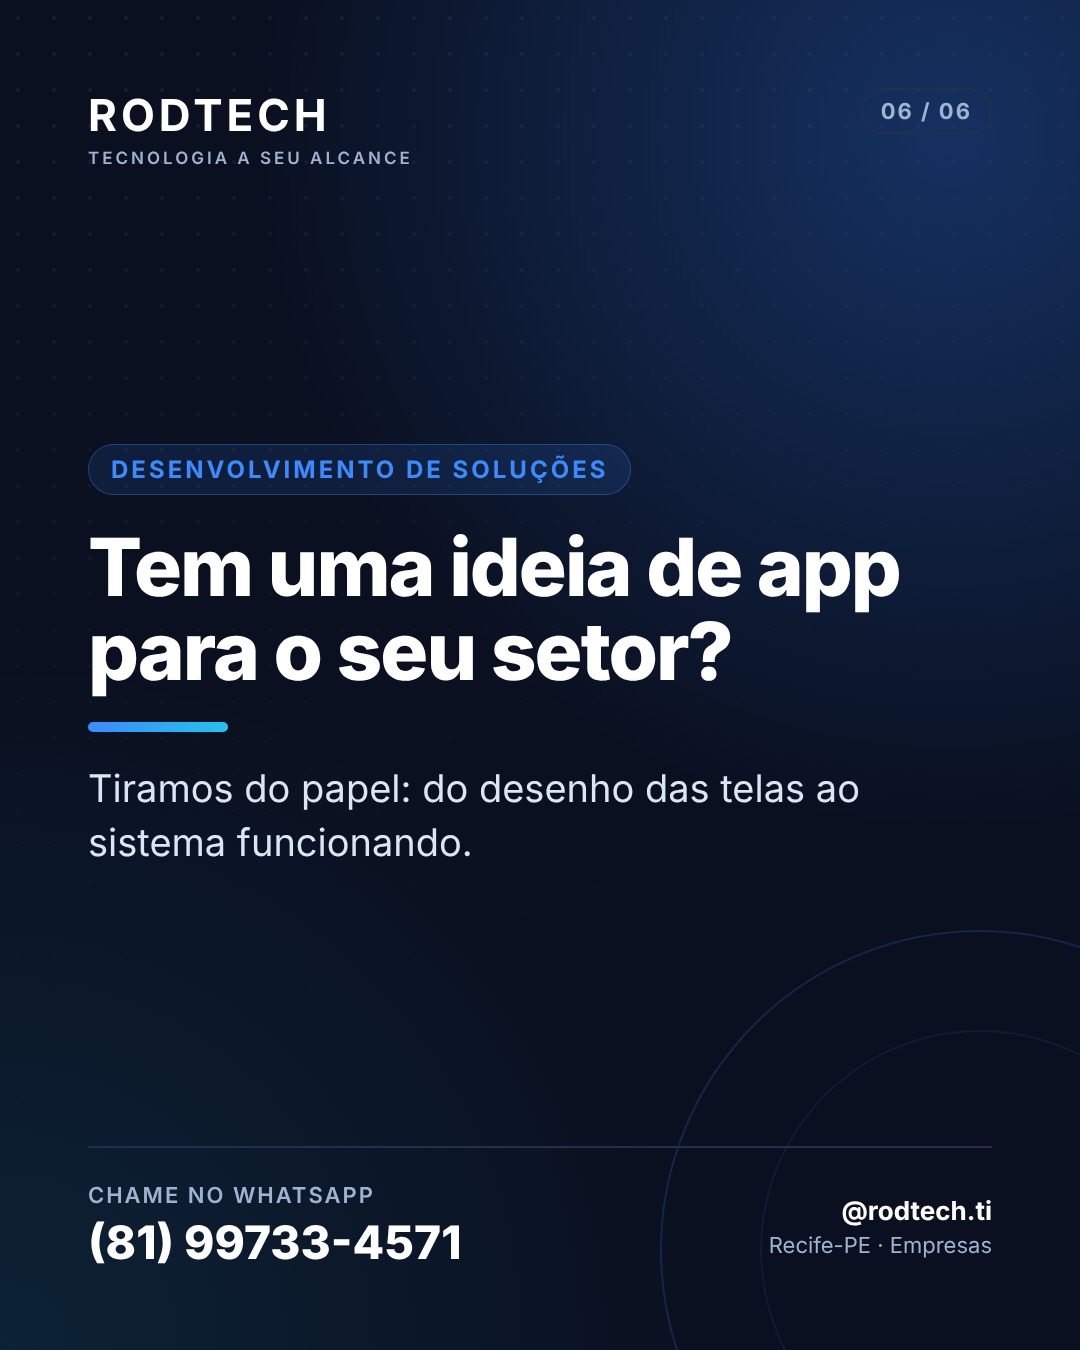 RODTECH
TECNOLOGIA A SEU ALCANCE
06 / 06
DESENVOLVIMENTO DE SOLUÇÕES
Tem uma ideia de app
para o seu setor?
Tiramos do papel: do desenho das telas ao
sistema funcionando.
CHAME NO WHATSAPP
(81) 99733-4571
@rodtech.ti
Recife-PE · Empresas